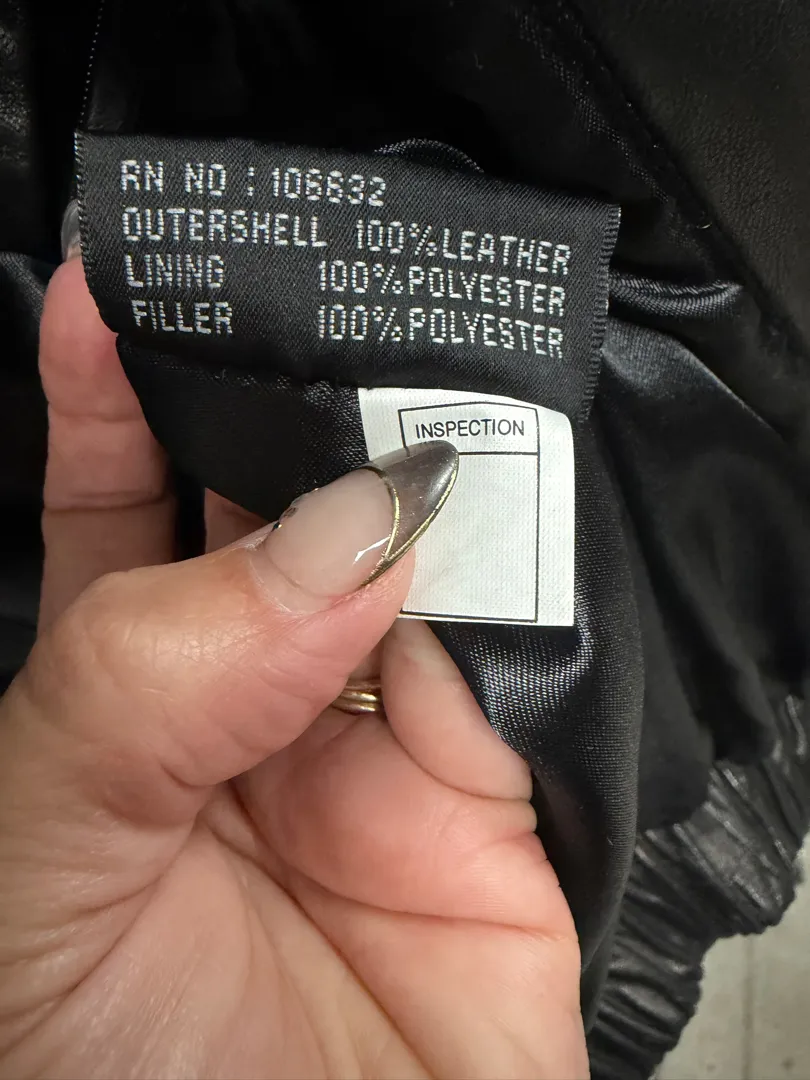 RN NO : 106632
OUTERSHELL 100%LEATHER
LINING 100%POLYESTER
FILLER 100%POLYESTER
INSPECTION